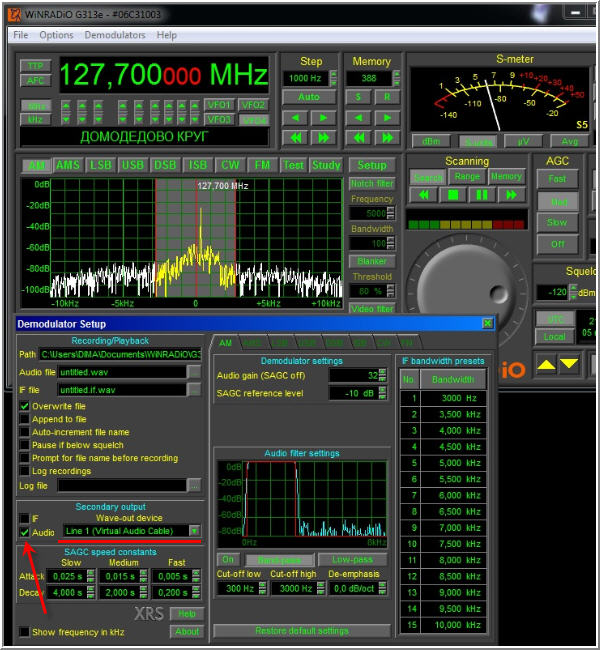 WiNRADiO G313e - #06C31003
File Options Demodulators Help
TTP
AFC
127,700000 MHz
MHz
kHz
VFO1 VFO2
VFO3 VFO4
ДОМОДЕДОВО КРУГ
Step
1000 Hz
Auto
Memory
388
S R
S-meter
1 3 5 7 9 +10 +20 +30 +40 +50
-140 -110 -80 -50 -20
S5
dBm S-units µV Avg
AM AMS LSB USB DSB ISB CW FM Test Study
Setup
0dB
-20dB
-40dB
-60dB
-80dB
-100dB
127,700 MHz
-10kHz -5kHz 0 +5kHz +10kHz
Notch filter
Frequency
5000
Bandwidth
100
Blanker
Threshold
80 %
Video filter
Scanning
Search Range Memory
AGC
Fast
Med
Slow
Off
Squelc
-120 dBm
UTC
Local
Demodulator Setup
Recording/Playback
Path C:\Users\DIMA\Documents\WiNRADiO\G3
Audio file untitled.wav ...
IF file untitled.if.wav ...
Overwrite file
Append to file
Auto-increment file name
Pause if below squelch
Prompt for file name before recording
Log recordings
Log file ...
Secondary output
IF Wave-out device
Audio Line 1 (Virtual Audio Cable)
SAGC speed constants
Slow Medium Fast
Attack 0,025 s 0,015 s 0,005 s
Decay 4,000 s 2,000 s 0,200 s
XRS Help
Show frequency in kHz About
AM AMS LSB USB DSB ISB CW FM
Demodulator settings
Audio gain (SAGC off) 32
SAGC reference level -10 dB
Audio filter settings
0dB
-20dB
-40dB
-60dB
-80dB
0Hz 8kHz
On Band-pass Low-pass
Cut-off low Cut-off high De-emphasis
300 Hz 3000 Hz 0,0 dB/oct
Restore default settings
IF bandwidth presets
No Bandwidth
1 3000 Hz
2 3,500 kHz
3 4,000 kHz
4 4,500 kHz
5 5,000 kHz
6 5,500 kHz
7 6,000 kHz
8 6,500 kHz
9 7,000 kHz
10 7,500 kHz
11 8,000 kHz
12 8,500 kHz
13 9,000 kHz
14 9,500 kHz
15 10,000 kHz